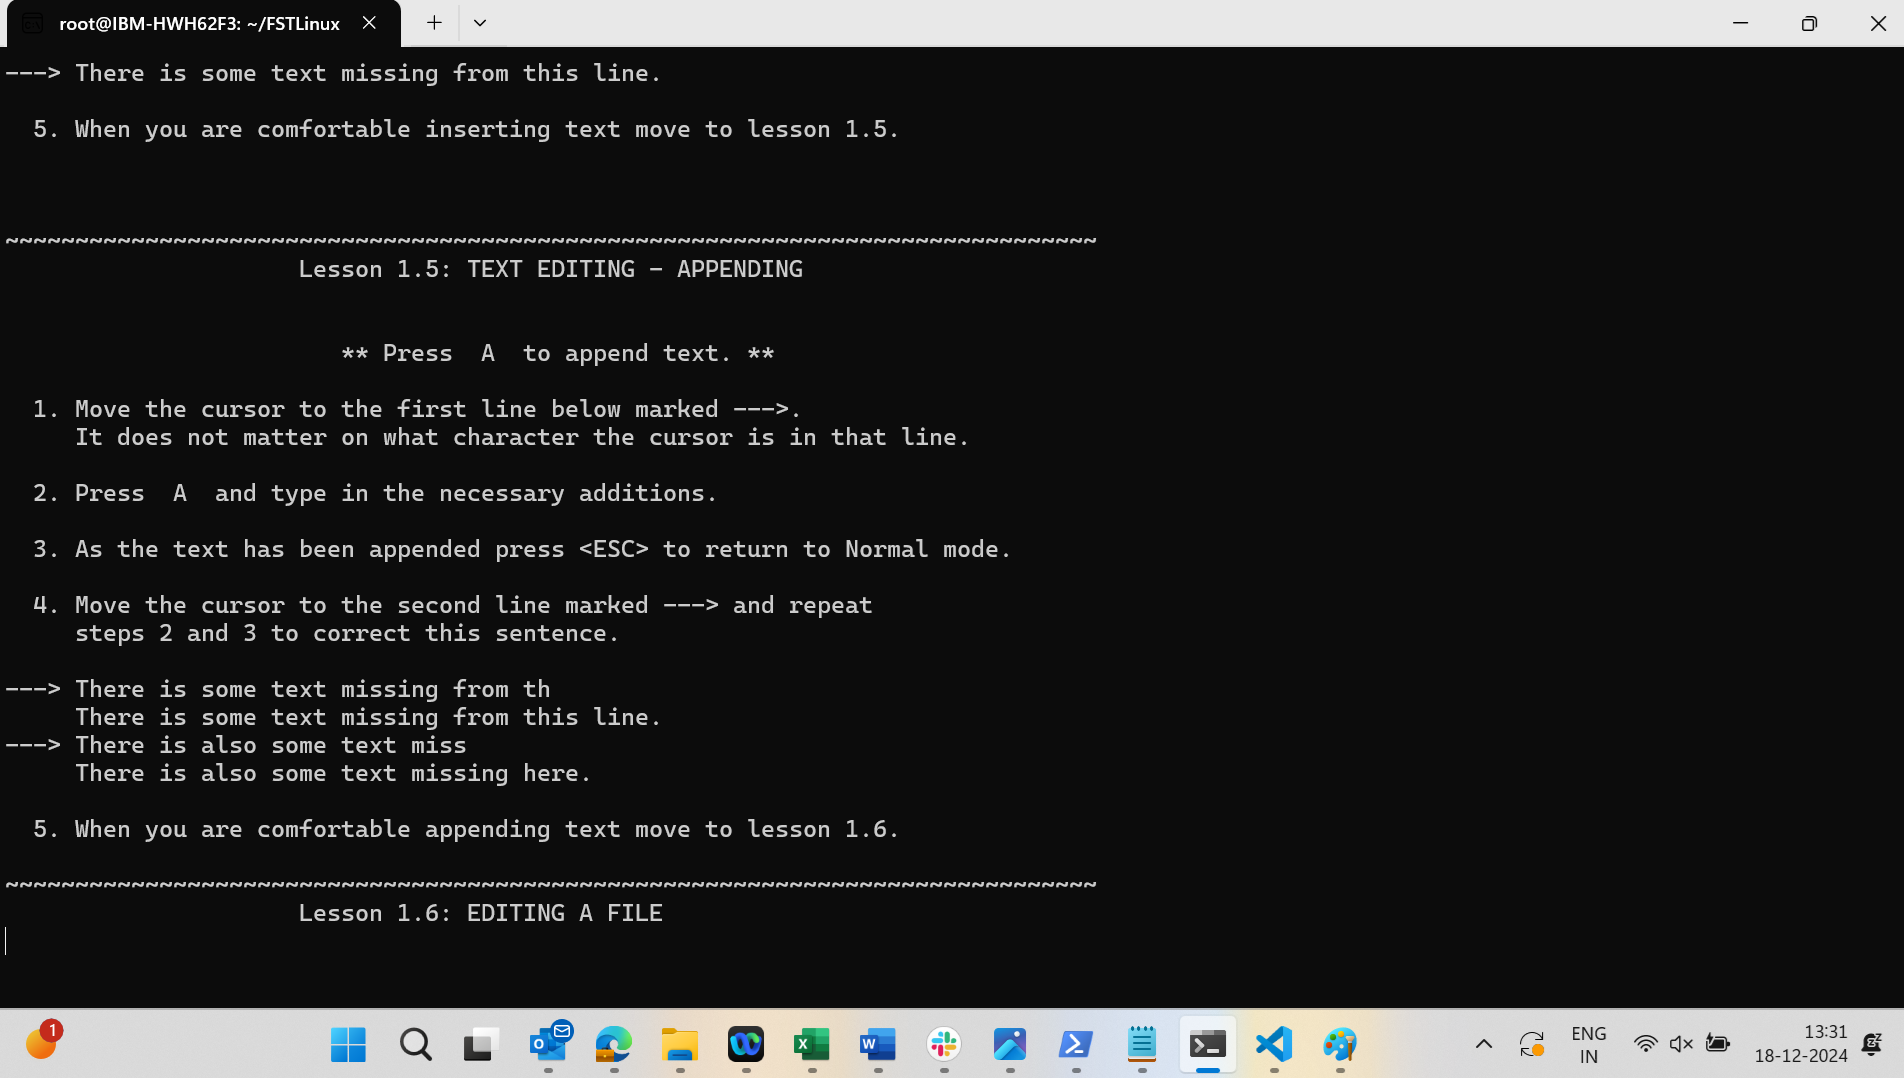 root@IBM-HWH62F3: ~/FSTLinux
---> There is some text missing from this line.
5. When you are comfortable inserting text move to lesson 1.5.
~~~~~~~~~~~~~~~~~~~~~~~~~~~~~~~~~~~~~~~~~~~~~~~~~~~~~~~~~~~~~~~~~~~~~~~~~~~~~~
Lesson 1.5: TEXT EDITING - APPENDING
** Press  A  to append text. **
1. Move the cursor to the first line below marked --->.
It does not matter on what character the cursor is in that line.
2. Press  A  and type in the necessary additions.
3. As the text has been appended press <ESC> to return to Normal mode.
4. Move the cursor to the second line marked ---> and repeat
steps 2 and 3 to correct this sentence.
---> There is some text missing from th
There is some text missing from this line.
---> There is also some text miss
There is also some text missing here.
5. When you are comfortable appending text move to lesson 1.6.
~~~~~~~~~~~~~~~~~~~~~~~~~~~~~~~~~~~~~~~~~~~~~~~~~~~~~~~~~~~~~~~~~~~~~~~~~~~~~~
Lesson 1.6: EDITING A FILE
1
ENG
IN
13:31
18-12-2024